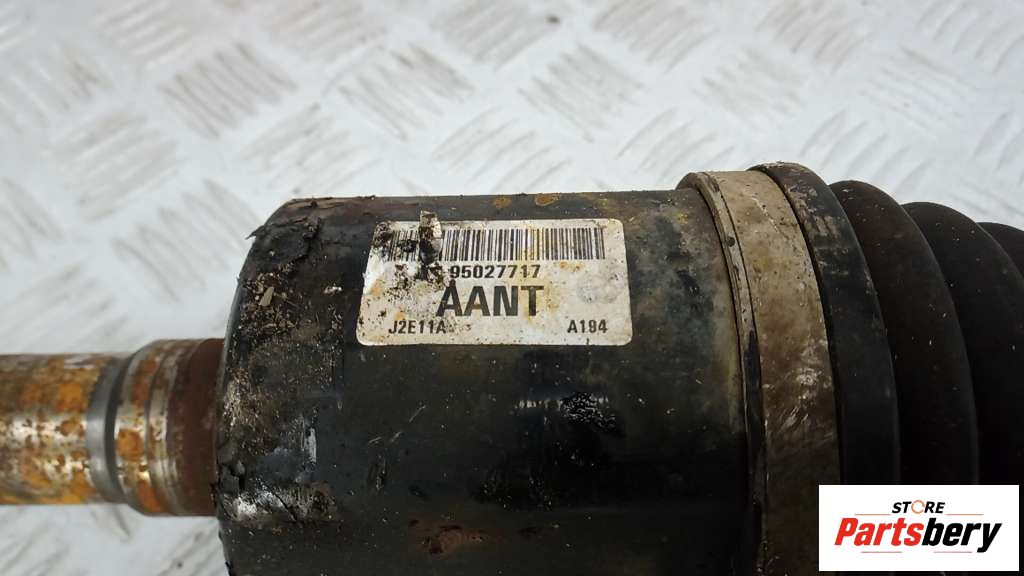 95027717
AANT
J2E11A
A194
STORE
Partsbery